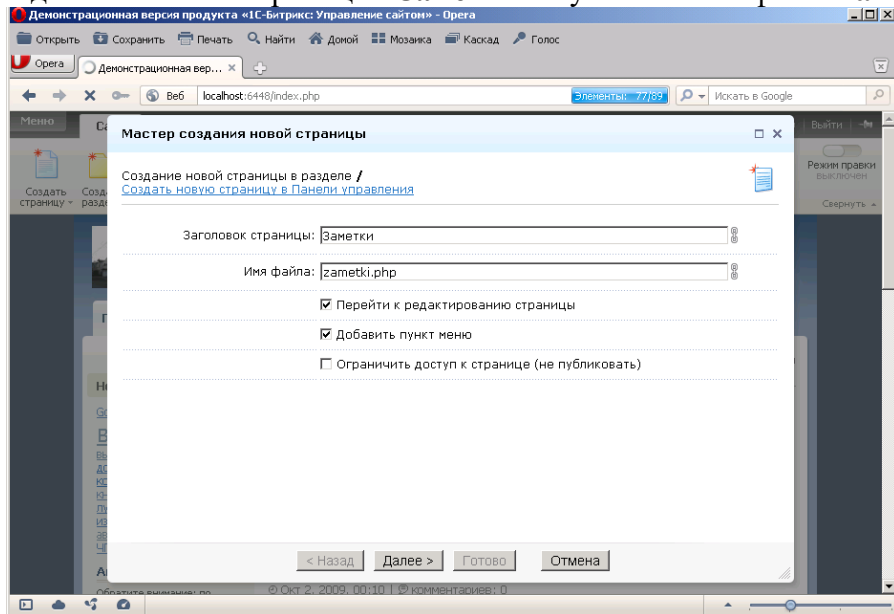 Демонстрационная версия продукта «1С-Битрикс: Управление сайтом» - Opera
Открыть Сохранить Печать Найти Домой Мозаика Каскад Голос
Opera Демонстрационная вер...
Веб localhost:6448/index.php Элементы: 77/89 Искать в Google
Меню Выйти
Мастер создания новой страницы
Создать страницу
Режим правки
выключен
Свернуть
Создание новой страницы в разделе /
Создать новую страницу в Панели управления
Заголовок страницы: Заметки
Имя файла: zametki.php
Перейти к редактированию страницы
Добавить пункт меню
Ограничить доступ к странице (не публиковать)
< Назад Далее > Готово Отмена
Окт 2, 2009, 00:10 | комментариев: 0